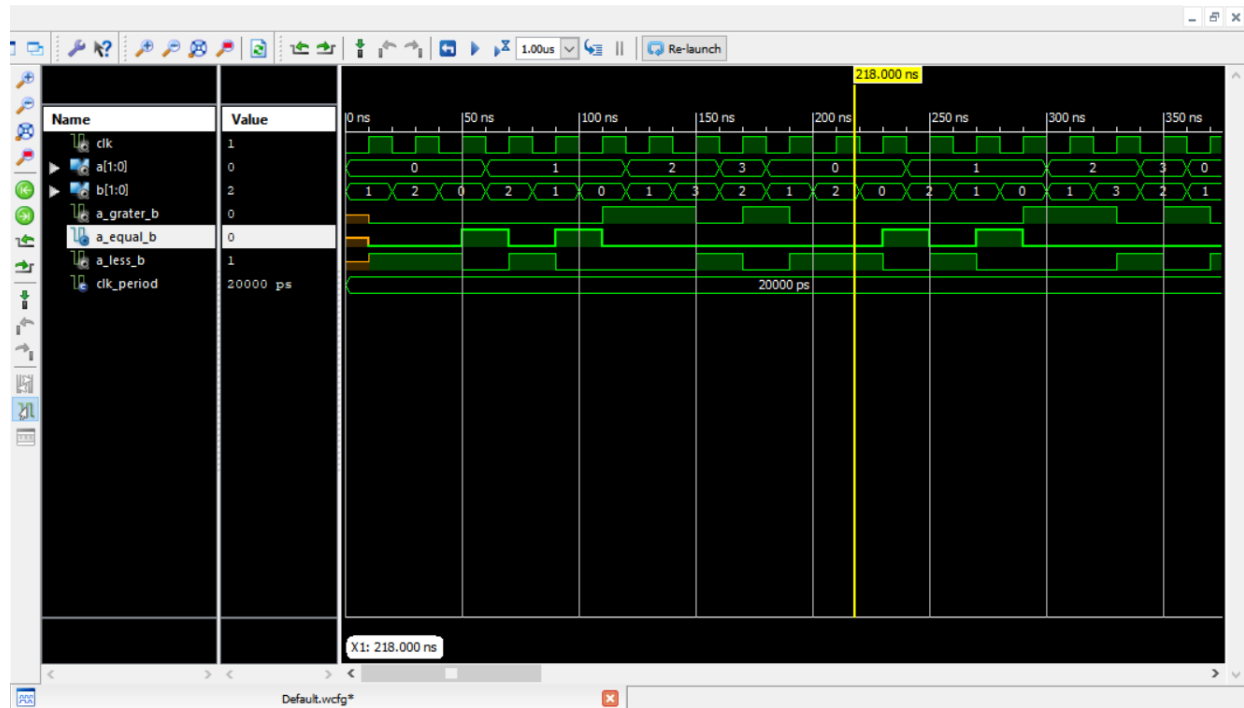 1.00us Re-launch
218.000 ns
Name Value 0 ns 50 ns 100 ns 150 ns 200 ns 250 ns 300 ns 350 ns
clk 1
a[1:0] 0 0 1 2 3 0 1 2 3 0
b[1:0] 2 1 2 0 2 1 0 1 3 2 1 2 0 2 1 0 1 3 2 1
a_grater_b 0
a_equal_b 0
a_less_b 1
clk_period 20000 ps 20000 ps
X1: 218.000 ns
Default.wcfg*